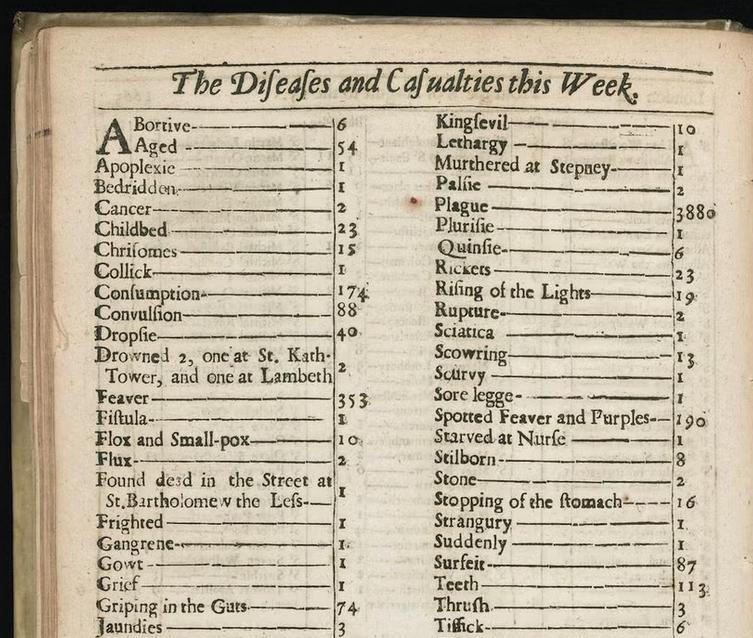 The Diſeaſes and Caſualties this Week.
ABortive 6
Aged 54
Apoplexie 1
Bedridden 1
Cancer 2
Childbed 23
Chriſomes 15
Collick 1
Conſumption 174
Convulſion 88
Dropſie 40
Drowned 2, one at St. Kath-
Tower, and one at Lambeth 2
Feaver 353
Fiſtula 1
Flox and Small-pox 10
Flux 2
Found dead in the Street at
St. Bartholomew the Leſs 1
Frighted 1
Gangrene 1
Gowt 1
Grief 1
Griping in the Guts 74
Jaundies 3
Kingſevil 10
Lethargy 1
Murthered at Stepney 1
Palſie 2
Plague 3880
Pluriſie 1
Quinſie 6
Rickets 23
Riſing of the Lights 19
Rupture 2
Sciatica 1
Scowring 13
Scurvy 1
Sore legge 1
Spotted Feaver and Purples 190
Starved at Nurſe 1
Stilborn 8
Stone 2
Stopping of the ſtomach 16
Strangury 1
Suddenly 1
Surfeit 87
Teeth 113
Thruſh 3
Tiſſick 6